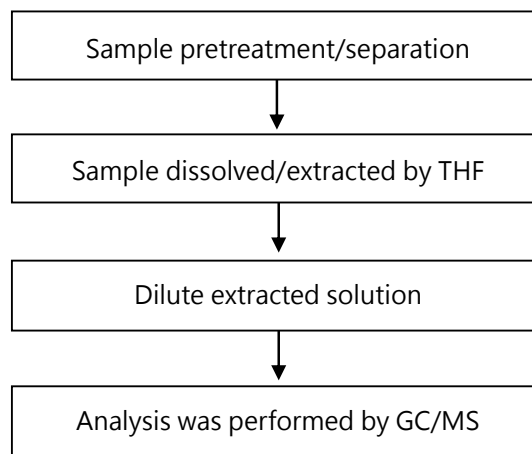 Sample pretreatment/separation
Sample dissolved/extracted by THF
Dilute extracted solution
Analysis was performed by GC/MS